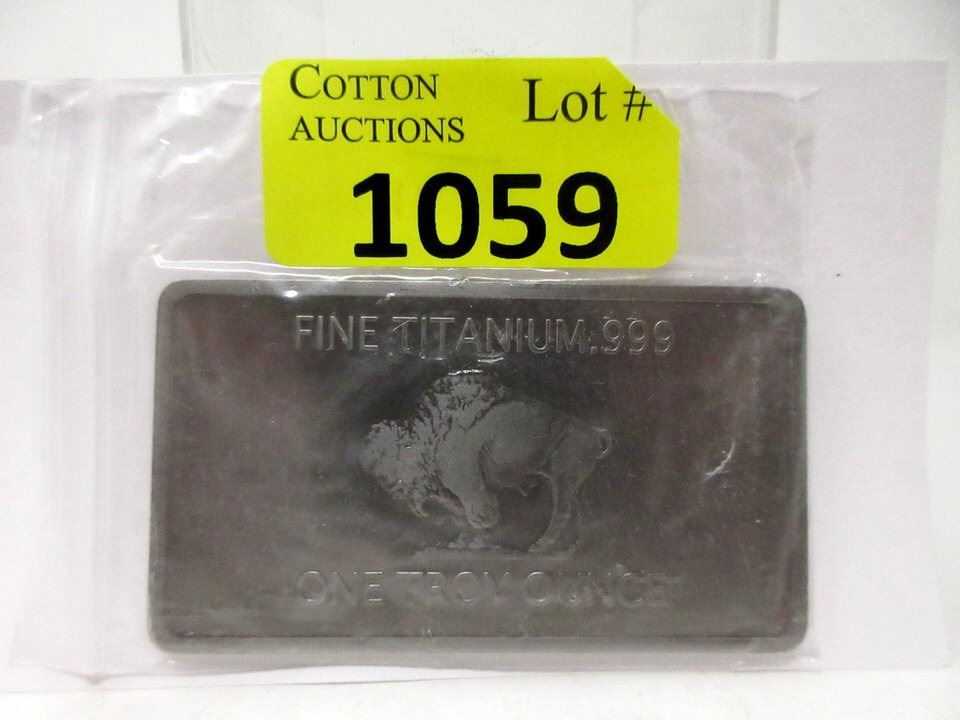 COTTON
AUCTIONS
Lot #
1059
FINE TITANIUM.999
ONE TROY OUNCE